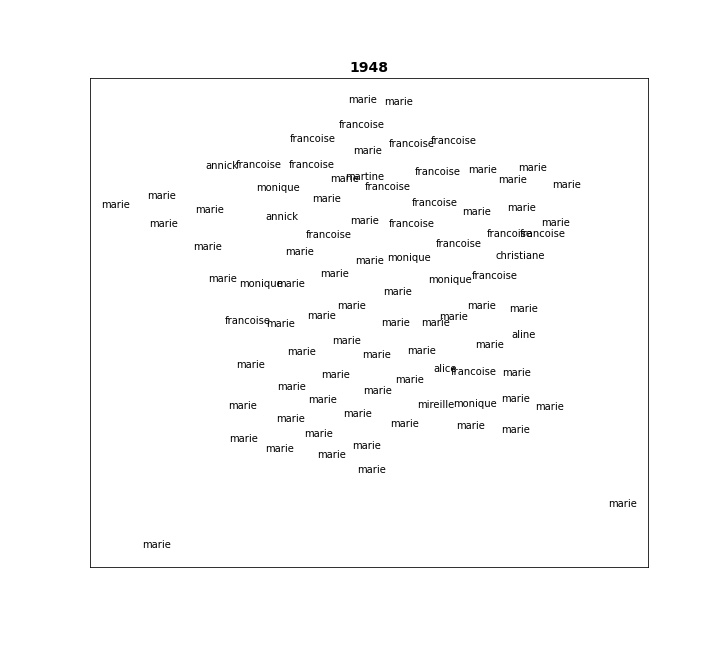 1948
marie marie
francoise
francoise francoise francoise
marie
annick francoise francoise francoise marie marie
marie martine marie
monique francoise marie
marie marie francoise
marie marie marie marie
annick marie francoise marie
marie
francoise francoise francoise
marie francoise
marie christiane
marie monique
marie francoise
marie monique marie monique
marie
marie marie marie
marie marie
francoise marie marie marie
aline
marie marie
marie marie marie
marie alice francoise marie
marie marie
marie marie
marie marie
marie mireille monique marie
marie
marie
marie marie marie marie
marie marie
marie marie
marie
marie
marie
marie